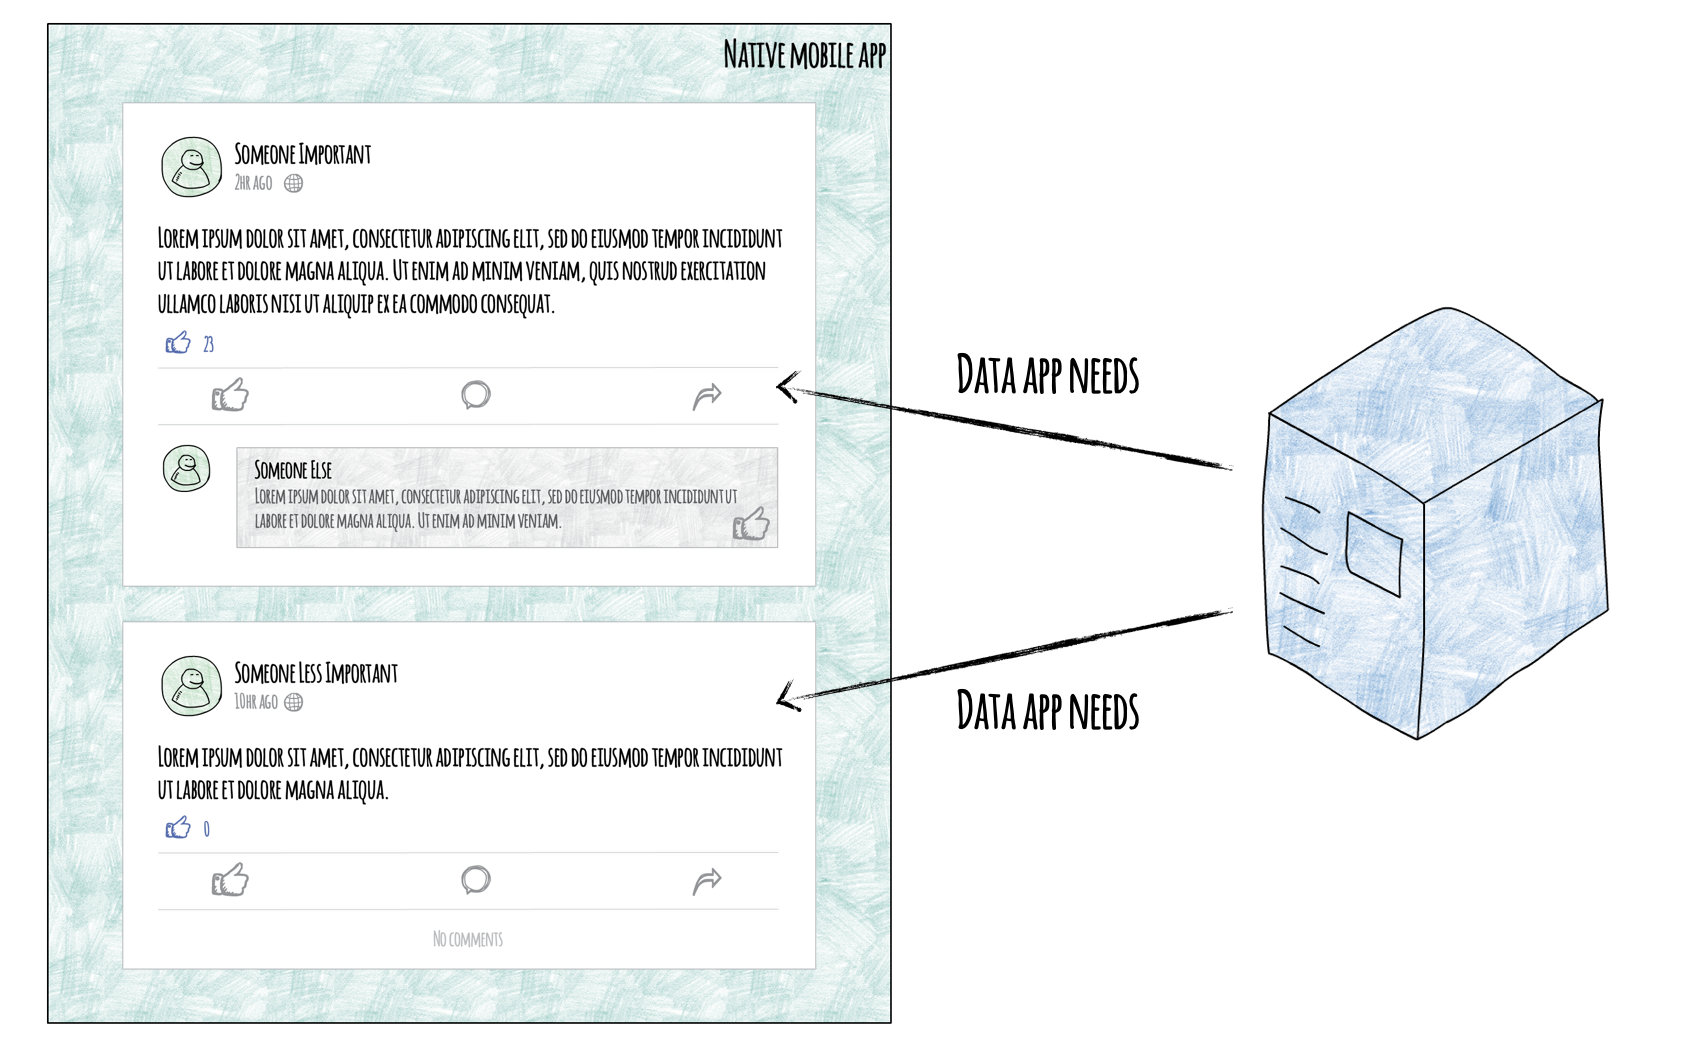 Native mobile app
Someone Important
2hr ago
Lorem ipsum dolor sit amet, consectetur adipiscing elit, sed do eiusmod tempor incididunt
ut labore et dolore magna aliqua. Ut enim ad minim veniam, quis nostrud exercitation
ullamco laboris nisi ut aliquip ex ea commodo consequat.
23
Someone Else
Lorem ipsum dolor sit amet, consectetur adipiscing elit, sed do eiusmod tempor incididunt ut
labore et dolore magna aliqua. Ut enim ad minim veniam.
Someone Less Important
10hr ago
Lorem ipsum dolor sit amet, consectetur adipiscing elit, sed do eiusmod tempor incididunt
ut labore et dolore magna aliqua.
0
No comments
Data app needs
Data app needs